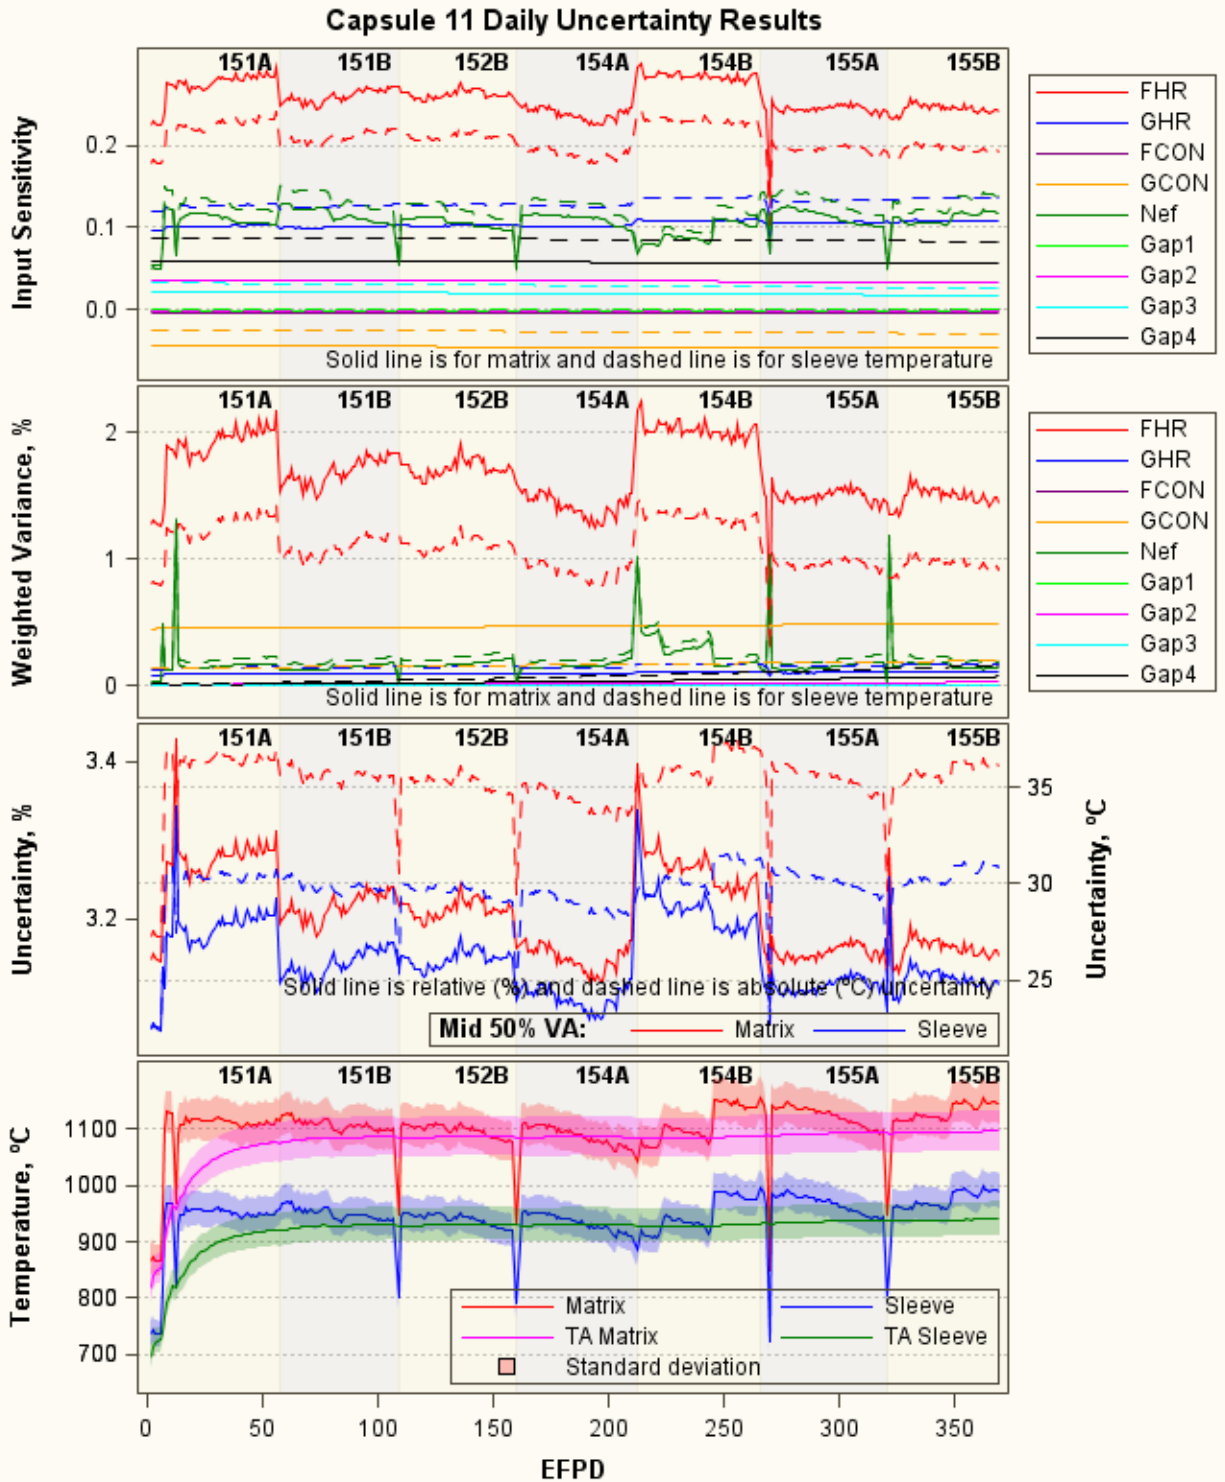 Capsule 11 Daily Uncertainty Results
Input Sensitivity
151A 151B 152B 154A 154B 155A 155B
0.2
0.1
0.0
Solid line is for matrix and dashed line is for sleeve temperature
FHR
GHR
FCON
GCON
Nef
Gap1
Gap2
Gap3
Gap4
Weighted Variance, %
151A 151B 152B 154A 154B 155A 155B
2
1
0
Solid line is for matrix and dashed line is for sleeve temperature
FHR
GHR
FCON
GCON
Nef
Gap1
Gap2
Gap3
Gap4
Uncertainty, %
151A 151B 152B 154A 154B 155A 155B
3.4
3.2
35
30
25
Uncertainty, ºC
Solid line is relative (%) and dashed line is absolute (ºC) uncertainty
Mid 50% VA: Matrix Sleeve
Temperature, ºC
151A 151B 152B 154A 154B 155A 155B
1100
1000
900
800
700
Matrix Sleeve
TA Matrix TA Sleeve
Standard deviation
0 50 100 150 200 250 300 350
EFPD